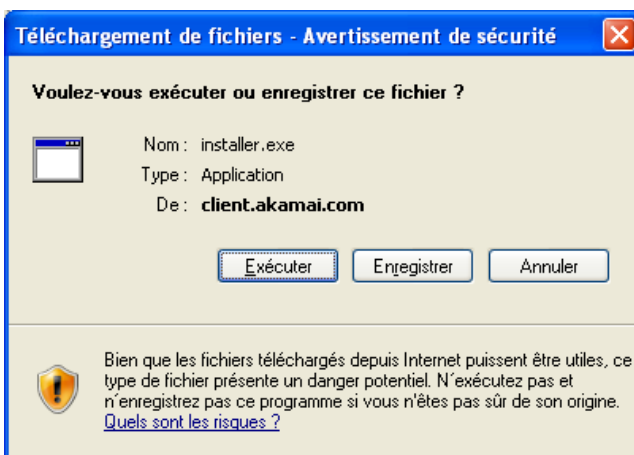 Téléchargement de fichiers - Avertissement de sécurité
Voulez-vous exécuter ou enregistrer ce fichier ?
Nom : installer.exe
Type : Application
De : client.akamai.com
Exécuter Enregistrer Annuler
Bien que les fichiers téléchargés depuis Internet puissent être utiles, ce
type de fichier présente un danger potentiel. N´exécutez pas et
n´enregistrez pas ce programme si vous n'êtes pas sûr de son origine.
Quels sont les risques ?